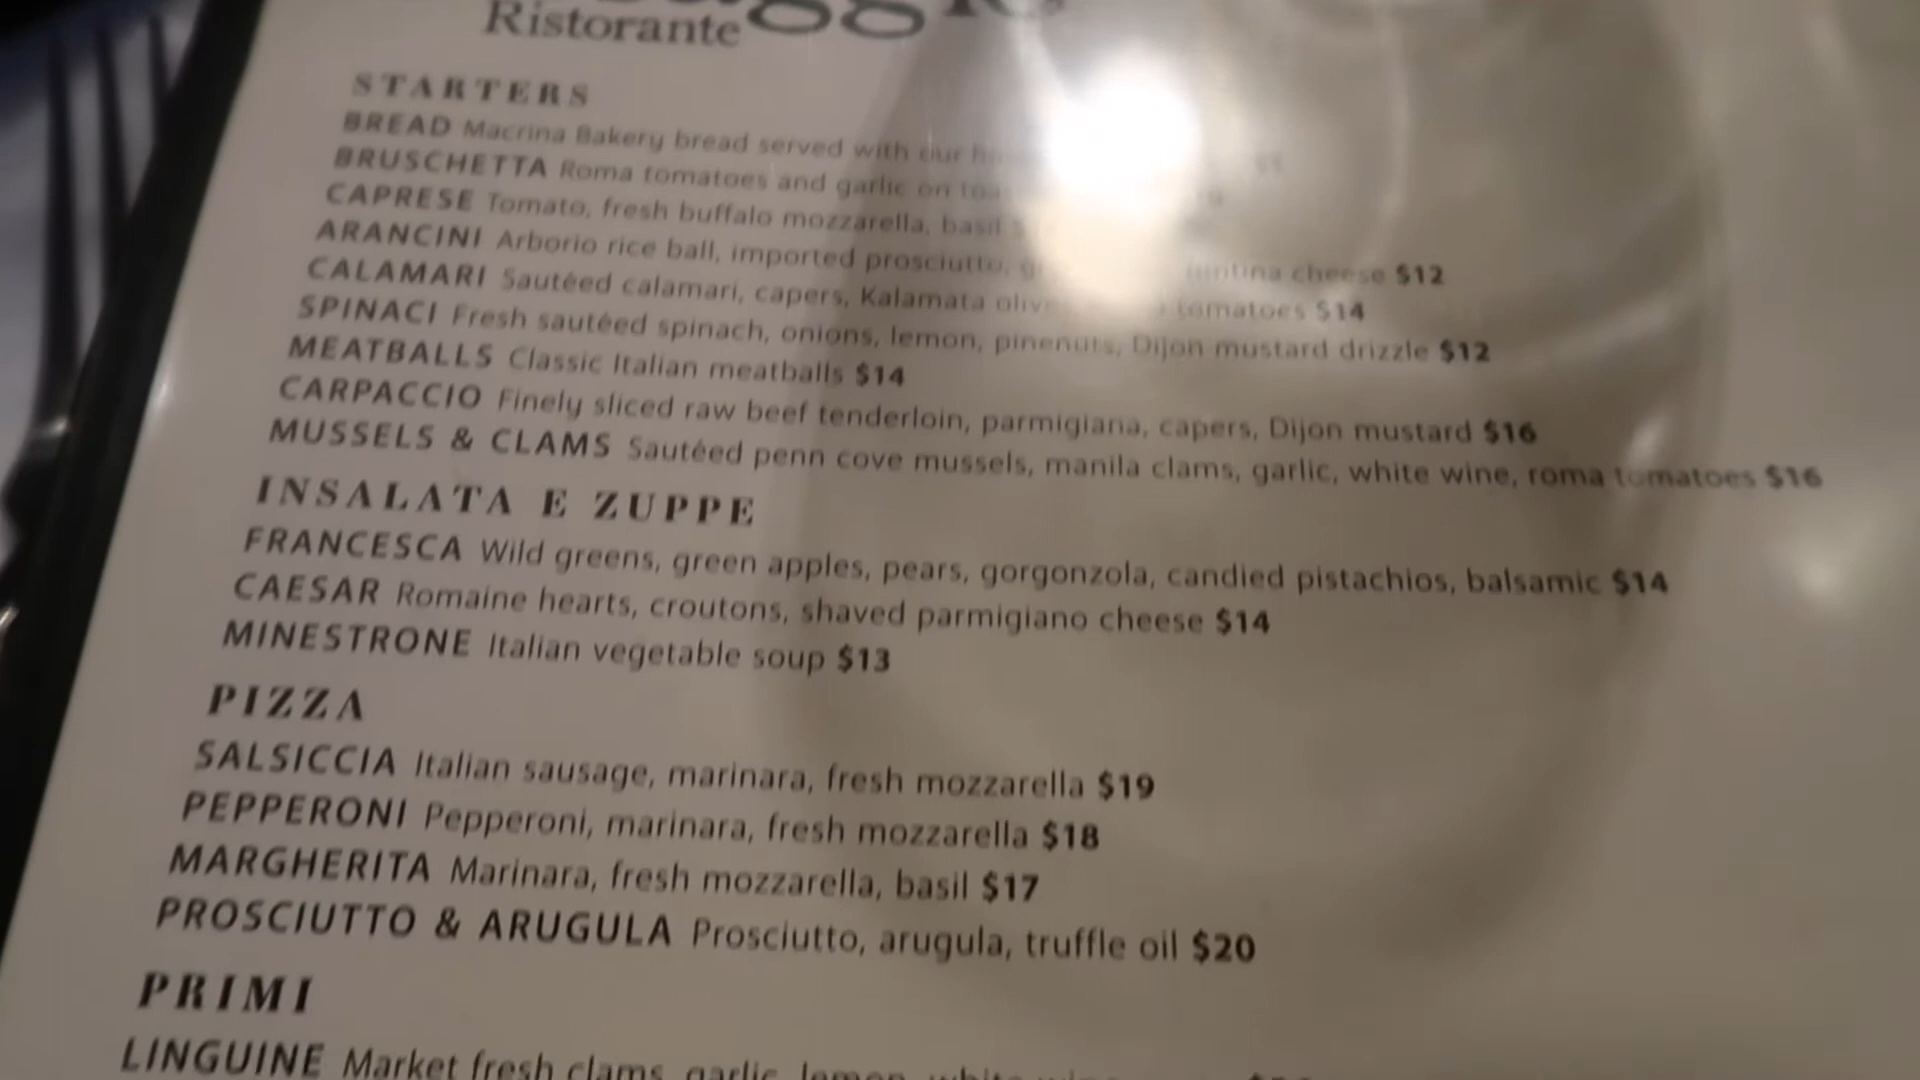 Ristorante
STARTERS
BREAD Macrina Bakery bread served with our
BRUSCHETTA Roma tomatoes and garlic on
CAPRESE Tomato, fresh buffalo mozzarella, basil
ARANCINI Arborio rice ball, imported prosciutto, cheese $12
CALAMARI Sautéed calamari, capers, Kalamata tomatoes $14
SPINACI Fresh sautéed spinach, onions, lemon, pinenuts, Dijon mustard drizzle $12
MEATBALLS Classic Italian meatballs $14
CARPACCIO Finely sliced raw beef tenderloin, parmigiana, capers, Dijon mustard $16
MUSSELS & CLAMS Sautéed penn cove mussels, manila clams, garlic, white wine, roma tomatoes $16
INSALATA E ZUPPE
FRANCESCA Wild greens, green apples, pears, gorgonzola, candied pistachios, balsamic $14
CAESAR Romaine hearts, croutons, shaved parmigiano cheese $14
MINESTRONE Italian vegetable soup $13
PIZZA
SALSICCIA Italian sausage, marinara, fresh mozzarella $19
PEPPERONI Pepperoni, marinara, fresh mozzarella $18
MARGHERITA Marinara, fresh mozzarella, basil $17
PROSCIUTTO & ARUGULA Prosciutto, arugula, truffle oil $20
PRIMI
LINGUINE Market fresh clams, garlic, lemon, white